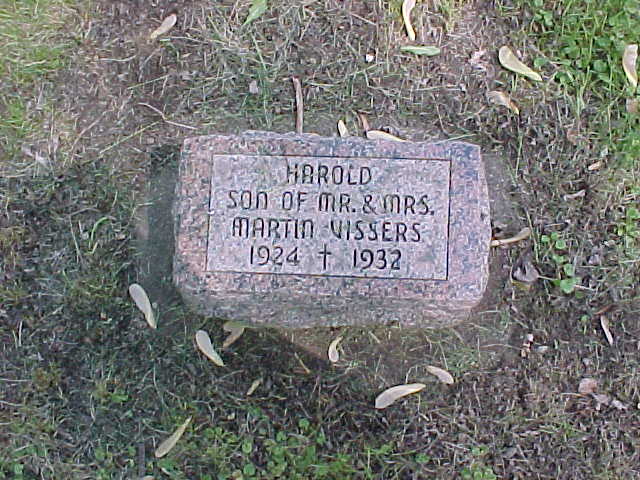 HAROLD
SON OF MR. & MRS.
MARTIN VISSERS
1924 † 1932